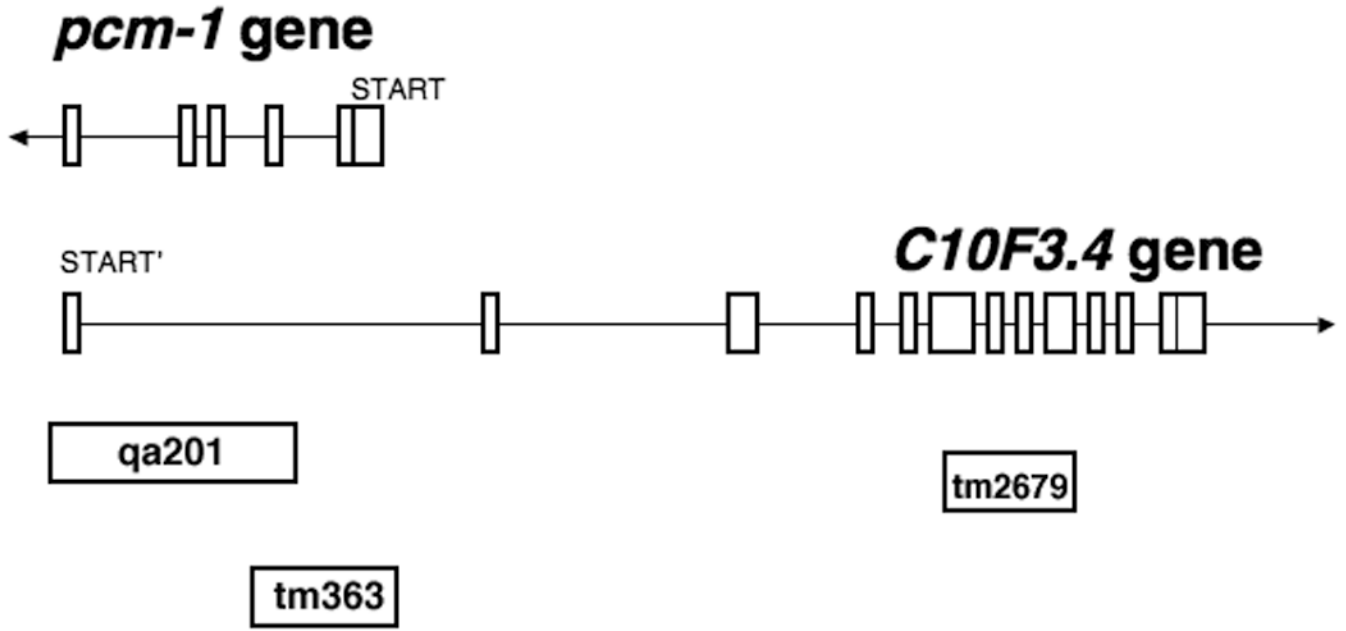 pcm-1 gene
START
C10F3.4 gene
START'
qa201
tm2679
tm363